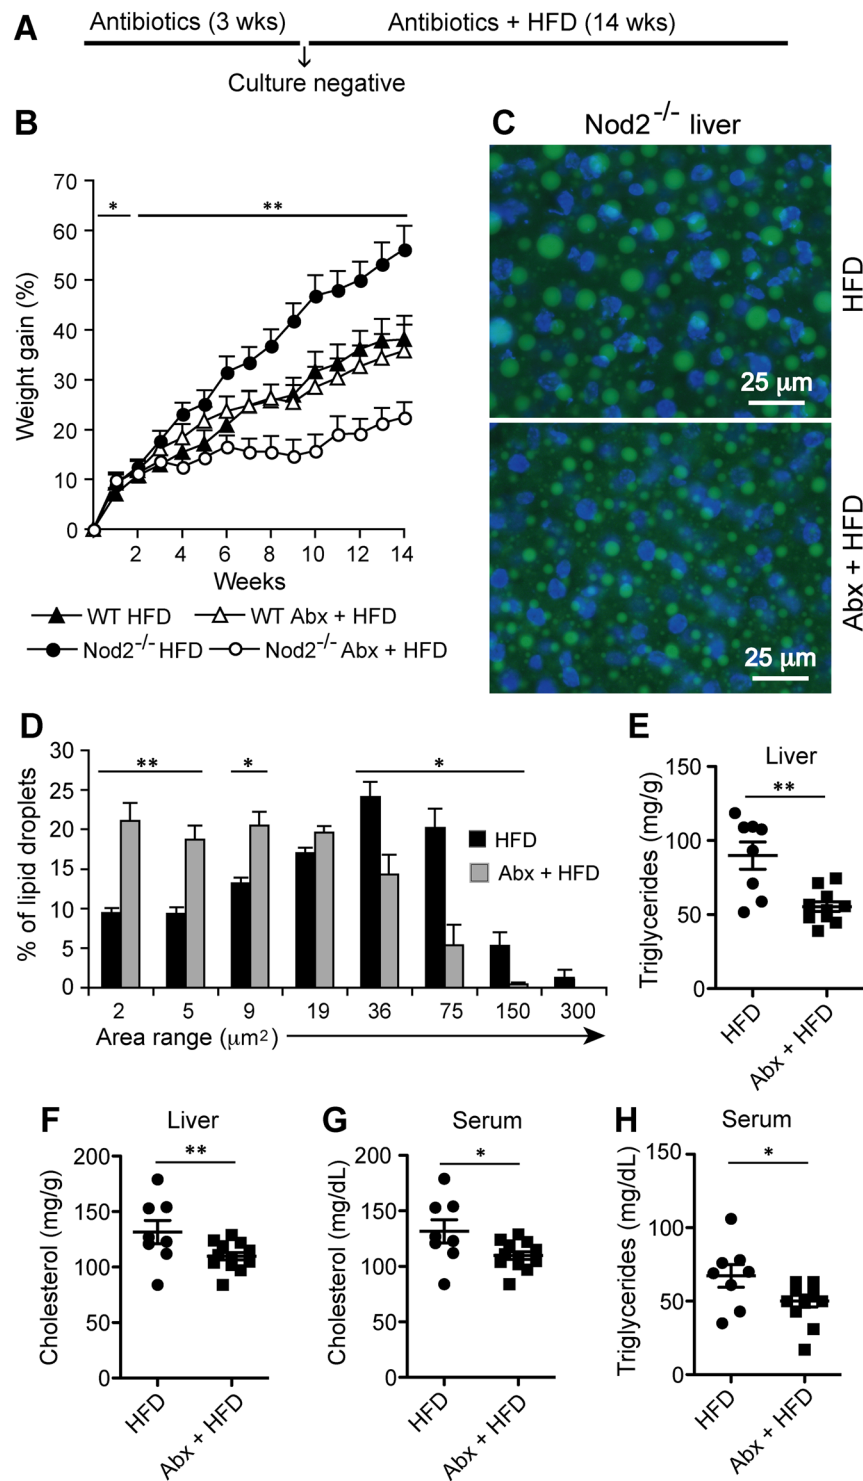 A
Antibiotics (3 wks)
Antibiotics + HFD (14 wks)
Culture negative
B
Weight gain (%)
70
60
50
40
30
20
10
0
*
**
2 4 6 8 10 12 14
Weeks
WT HFD
WT Abx + HFD
Nod2-/- HFD
Nod2-/- Abx + HFD
C
Nod2-/- liver
HFD
25 μm
Abx + HFD
25 μm
D
% of lipid droplets
30
25
20
15
10
5
0
**
*
*
HFD
Abx + HFD
2 5 9 19 36 75 150 300
Area range (μm2)
E
Liver
Triglycerides (mg/g)
150
100
50
0
**
HFD
Abx + HFD
F
Liver
Cholesterol (mg/g)
200
150
100
50
0
**
HFD
Abx + HFD
G
Serum
Cholesterol (mg/dL)
200
150
100
50
0
*
HFD
Abx + HFD
H
Serum
Triglycerides (mg/dL)
150
100
50
0
*
HFD
Abx + HFD